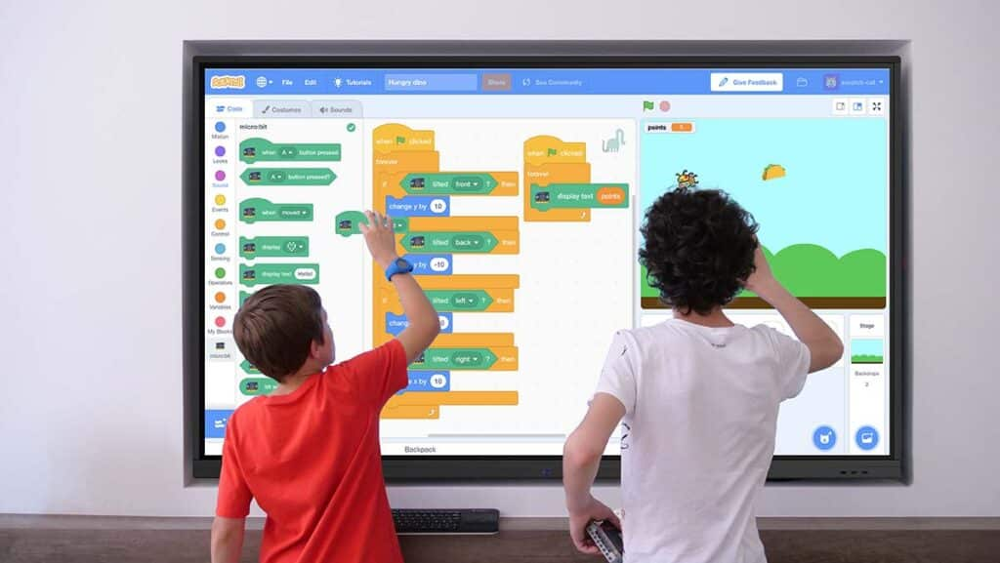 SCRATCH
File Edit Tutorials Hungry dino Share See Community Give Feedback scratch-cat
Code Costumes Sounds
Motion
Looks
Sound
Events
Control
Sensing
Operators
Variables
My Blocks
micro:bit
micro:bit
when A button pressed
A button pressed?
when moved
display
display text Hello!
when clicked
forever
if tilted front ? then
change y by 10
tilted back ? then
y by -10
if tilted left ? then
tilted right ? then
x by 10
when clicked
forever
display text points
points
Stage
Backdrops
2
Backpack